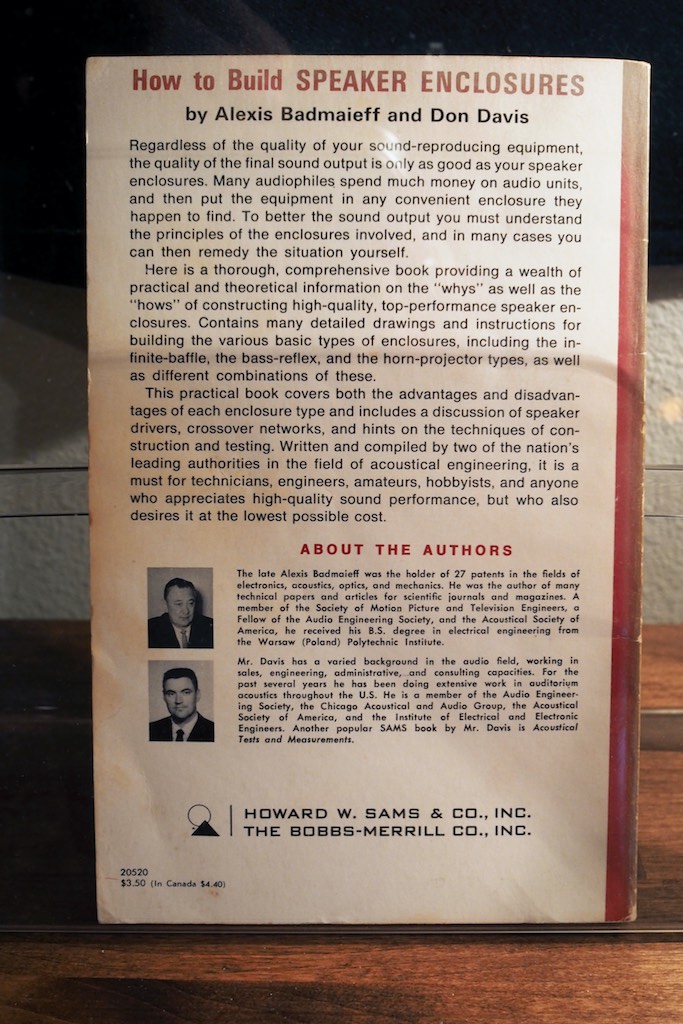 How to Build SPEAKER ENCLOSURES
by Alexis Badmaieff and Don Davis
Regardless of the quality of your sound-reproducing equipment,
the quality of the final sound output is only as good as your speaker
enclosures. Many audiophiles spend much money on audio units,
and then put the equipment in any convenient enclosure they
happen to find. To better the sound output you must understand
the principles of the enclosures involved, and in many cases you
can then remedy the situation yourself.
Here is a thorough, comprehensive book providing a wealth of
practical and theoretical information on the "whys" as well as the
"hows" of constructing high-quality, top-performance speaker en-
closures. Contains many detailed drawings and instructions for
building the various basic types of enclosures, including the in-
finite-baffle, the bass-reflex, and the horn-projector types, as well
as different combinations of these.
This practical book covers both the advantages and disadvan-
tages of each enclosure type and includes a discussion of speaker
drivers, crossover networks, and hints on the techniques of con-
struction and testing. Written and compiled by two of the nation's
leading authorities in the field of acoustical engineering, it is a
must for technicians, engineers, amateurs, hobbyists, and anyone
who appreciates high-quality sound performance, but who also
desires it at the lowest possible cost.
ABOUT THE AUTHORS
The late Alexis Badmaieff was the holder of 27 patents in the fields of
electronics, acoustics, optics, and mechanics. He was the author of many
technical papers and articles for scientific journals and magazines. A
member of the Society of Motion Picture and Television Engineers, a
Fellow of the Audio Engineering Society, and the Acoustical Society of
America, he received his B.S. degree in electrical engineering from
the Warsaw (Poland) Polytechnic Institute.
Mr. Davis has a varied background in the audio field, working in
sales, engineering, administrative, and consulting capacities. For the
past several years he has been doing extensive work in auditorium
acoustics throughout the U.S. He is a member of the Audio Engineer-
ing Society, the Chicago Acoustical and Audio Group, the Acoustical
Society of America, and the Institute of Electrical and Electronic
Engineers. Another popular SAMS book by Mr. Davis is Acoustical
Tests and Measurements.
HOWARD W. SAMS & CO., INC.
THE BOBBS-MERRILL CO., INC.
20520
$3.50 (In Canada $4.40)